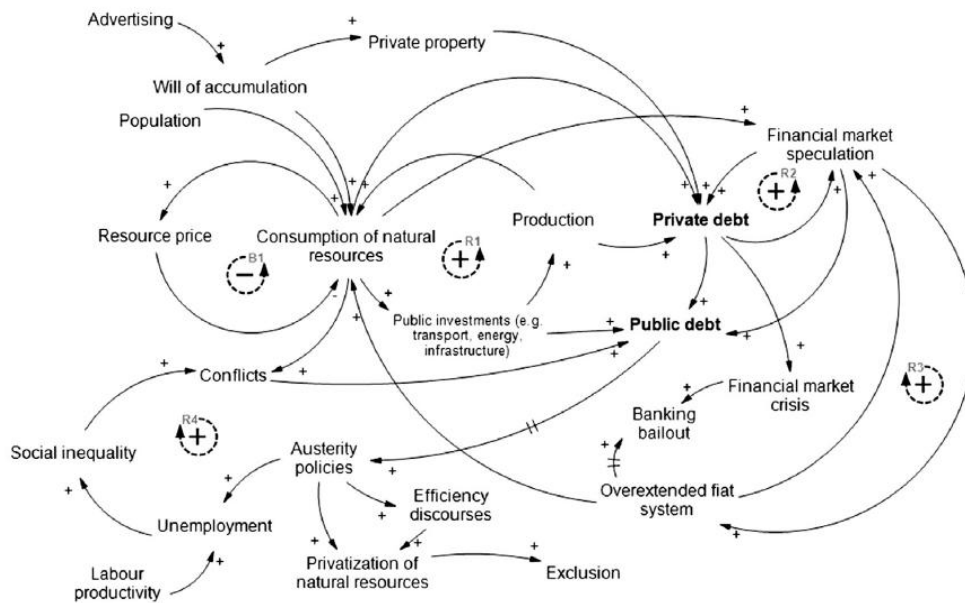 Advertising
Private property
Will of accumulation
Population
Financial market
speculation
R2
Resource price
Consumption of natural
resources
Production
Private debt
B1
R1
Public investments (e.g.
transport, energy,
infrastructure)
Public debt
Conflicts
Financial market
crisis
R3
Banking
bailout
R4
Social inequality
Austerity
policies
Efficiency
discourses
Overextended fiat
system
Unemployment
Privatization of
natural resources
Exclusion
Labour
productivity